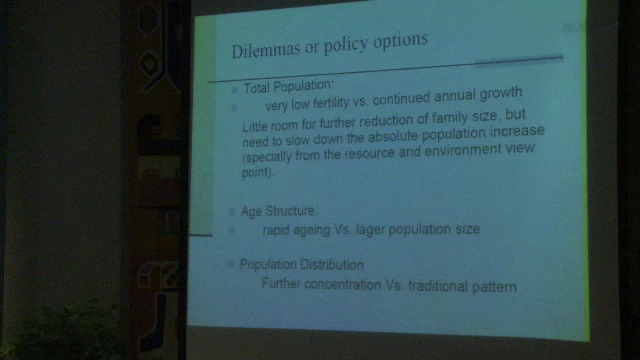 Dilemmas or policy options
Total Population:
very low fertility vs. continued annual growth
Little room for further reduction of family size, but
need to slow down the absolute population increase
(specially from the resource and environment view
point).
Age Structure:
rapid ageing Vs. lager population size
Population Distribution
Further concentration Vs. traditional pattern